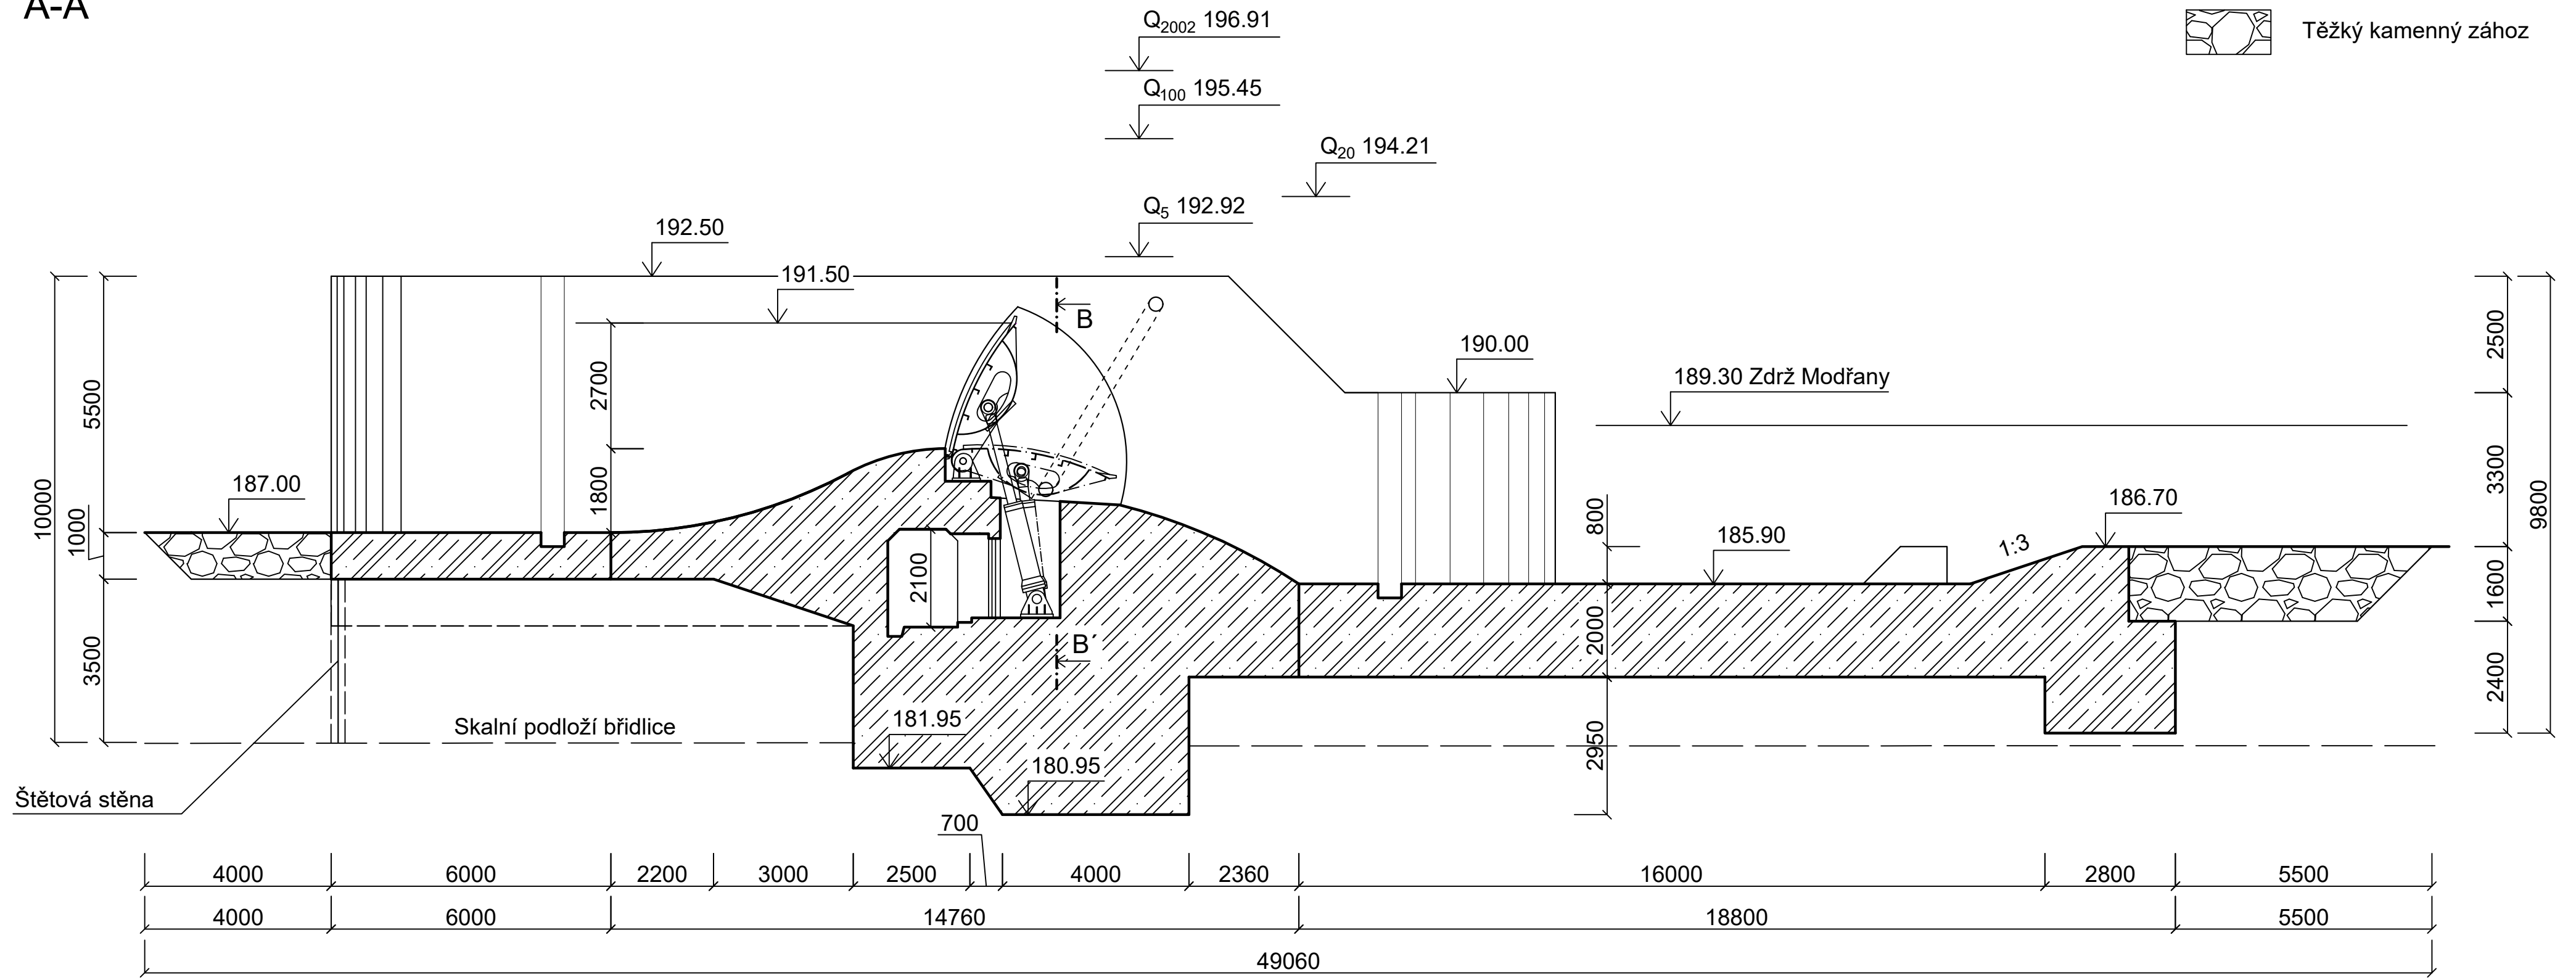 A-A
Q2002 196.91
Těžký kamenný zához
Q100 195.45
Q20 194.21
Q5 192.92
192.50
191.50
B
190.00
189.30 Zdrž Modřany
187.00
186.70
185.90
1:3
10000
5500
1000
3500
2700
1800
2100
800
2000
2950
2500
3300
1600
2400
9800
B´
181.95
180.95
Skalní podloží břidlice
Štětová stěna
700
4000 6000 2200 3000 2500 4000 2360 16000 2800 5500
4000 6000 14760 18800 5500
49060